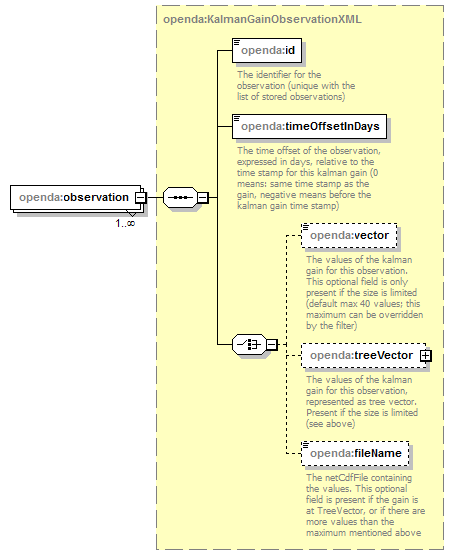 openda:KalmanGainObservationXML
openda:id
The identifier for the
observation (unique with the
list of stored observations)
openda:timeOffsetInDays
The time offset of the observation,
expressed in days, relative to the
time stamp for this kalman gain (0
means: same time stamp as the
gain, negative means before the
kalman gain time stamp)
openda:observation
1..∞
openda:vector
The values of the kalman
gain for this observation.
This optional field is only
present if the size is limited
(default max 40 values; this
maximum can be overridden
by the filter)
openda:treeVector
The values of the kalman
gain for this observation,
represented as tree vector.
Present if the size is limited
(see above)
openda:fileName
The netCdfFile containing
the values. This optional
field is present if the gain is
at TreeVector, or if there are
more values than the
maximum mentioned above